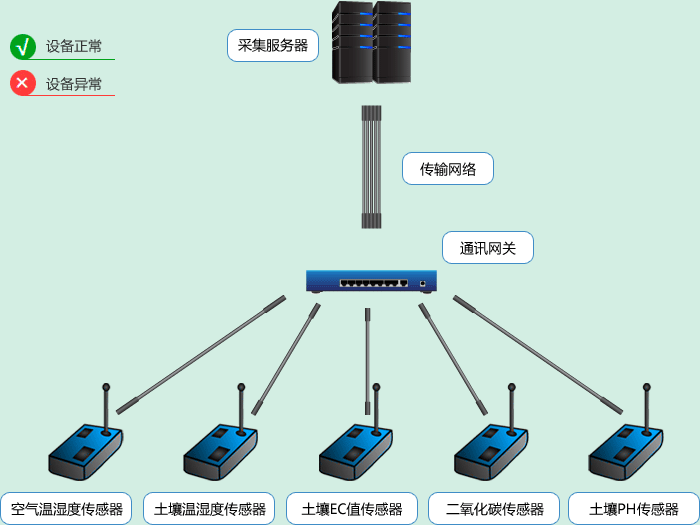 采集服务器
设备正常
设备异常
传输网络
通讯网关
空气温湿度传感器
土壤温湿度传感器
土壤EC值传感器
二氧化碳传感器
土壤PH传感器